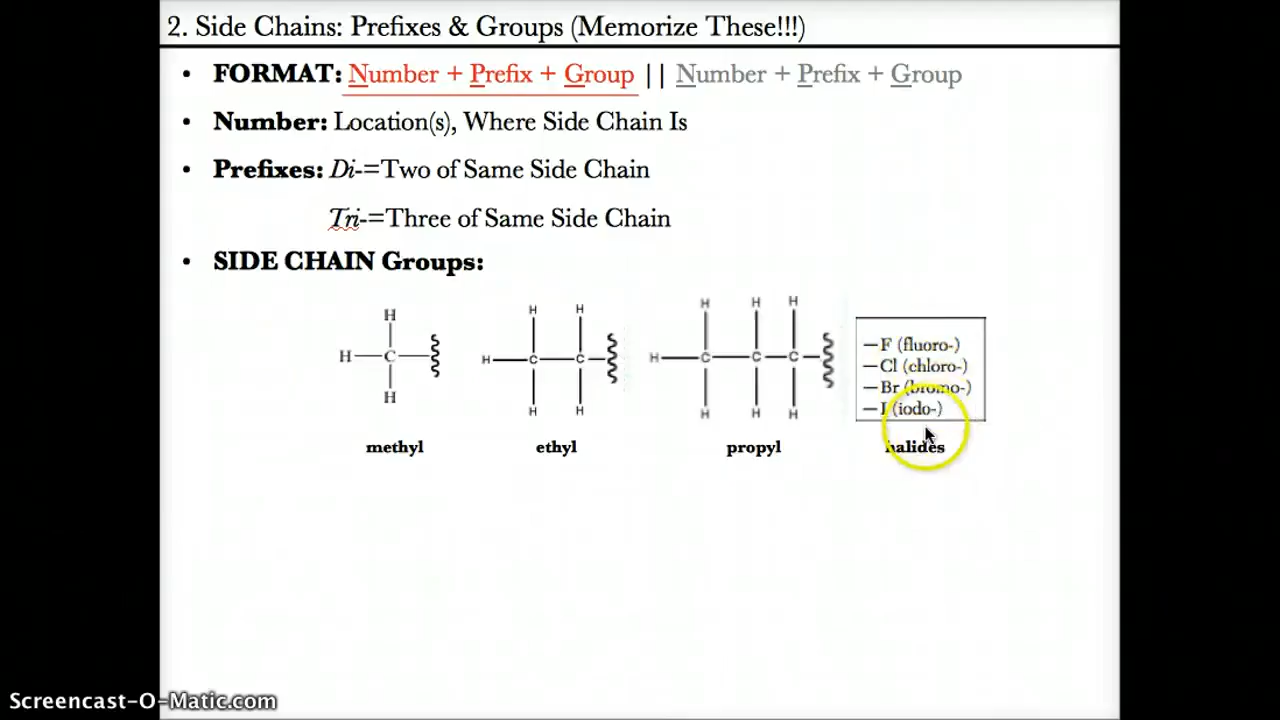 2. Side Chains: Prefixes & Groups (Memorize These!!!)
• FORMAT: Number + Prefix + Group || Number + Prefix + Group
• Number: Location(s), Where Side Chain Is
• Prefixes: Di-=Two of Same Side Chain
Tri-=Three of Same Side Chain
• SIDE CHAIN Groups:
H H H H H H
H—C— H—C—C— H—C—C—C—
H H H H H H
—F (fluoro-)
—Cl (chloro-)
—Br (bromo-)
—I (iodo-)
methyl ethyl propyl halides
Screencast-O-Matic.com